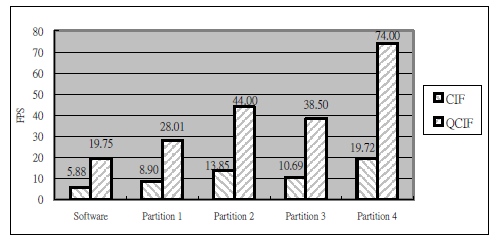 80
70
60
50
40
30
20
10
0
FPS
5.88
19.75
8.90
28.01
13.85
44.00
10.69
38.50
19.72
74.00
Software
Partition 1
Partition 2
Partition 3
Partition 4
CIF
QCIF